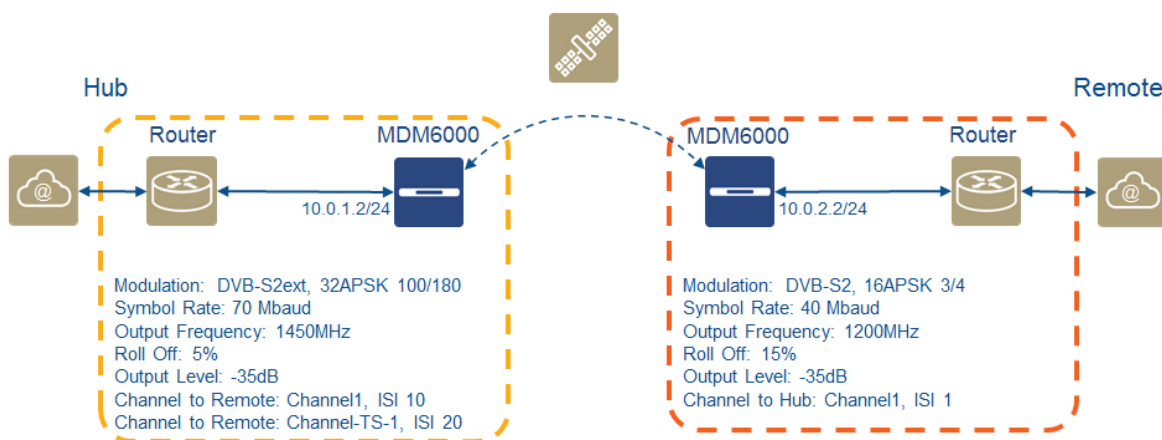 Hub
Remote
Router
MDM6000
MDM6000
Router
@
@
10.0.1.2/24
10.0.2.2/24
Modulation: DVB-S2ext, 32APSK 100/180
Symbol Rate: 70 Mbaud
Output Frequency: 1450MHz
Roll Off: 5%
Output Level: -35dB
Channel to Remote: Channel1, ISI 10
Channel to Remote: Channel-TS-1, ISI 20
Modulation: DVB-S2, 16APSK 3/4
Symbol Rate: 40 Mbaud
Output Frequency: 1200MHz
Roll Off: 15%
Output Level: -35dB
Channel to Hub: Channel1, ISI 1